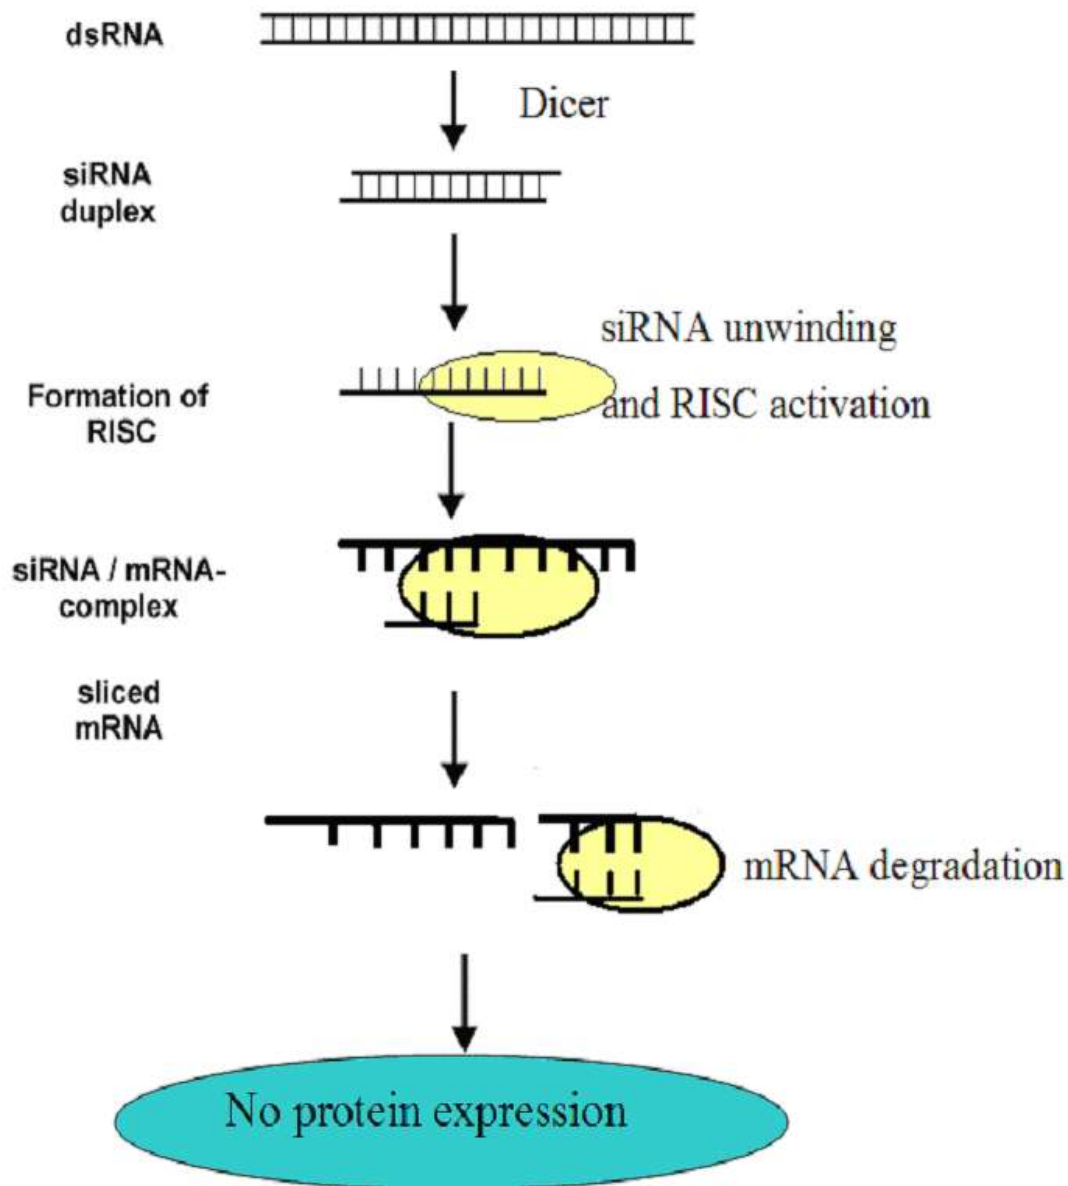 dsRNA
Dicer
siRNA
duplex
siRNA unwinding
and RISC activation
Formation of
RISC
siRNA / mRNA-
complex
sliced
mRNA
mRNA degradation
No protein expression